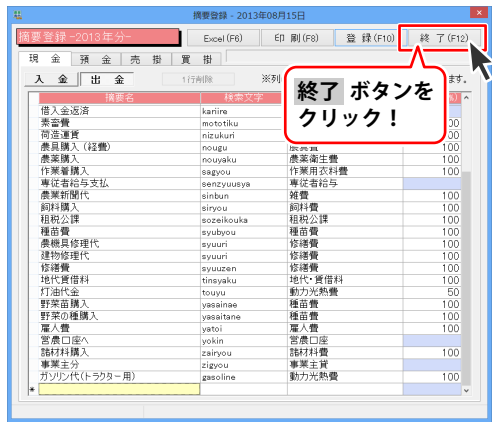 摘要登録 - 2013年08月15日
摘要登録 -2013年分-
Excel(F6) 印 刷(F8) 登 録(F10) 終 了(F12)
現 金 預 金 売 掛 買 掛
入 金 出 金 1行削除 ※列 ます。
終了 ボタンを
クリック！
摘要名 検索文字 %)
借入金返済 kariire
素畜費 mototiku 00
荷造運賃 nizukuri 00
農具購入（経費） nougu 農具費 100
農薬購入 nouyaku 農薬衛生費 100
作業着購入 sagyou 作業用衣料費 100
専従者給与支払 senzyuusya 専従者給与
農業新聞代 sinbun 雑費 100
飼料購入 siryou 飼料費 100
租税公課 sozeikouka 租税公課 100
種苗費 syubyou 種苗費 100
農機具修理代 syuuri 修繕費 100
建物修理代 syuuri 修繕費 100
修繕費 syuuzen 修繕費 100
地代賃借料 tinsyaku 地代・賃借料 100
灯油代金 touyu 動力光熱費 50
野菜苗購入 yasainae 種苗費 100
野菜の種購入 yasaitane 種苗費 100
雇人費 yatoi 雇人費 100
営農口座へ yokin 営農口座
諸材料購入 zairyou 諸材料費 100
事業主分 zigyou 事業主貸
ガソリン代(トラクター用) gasoline 動力光熱費 100
*